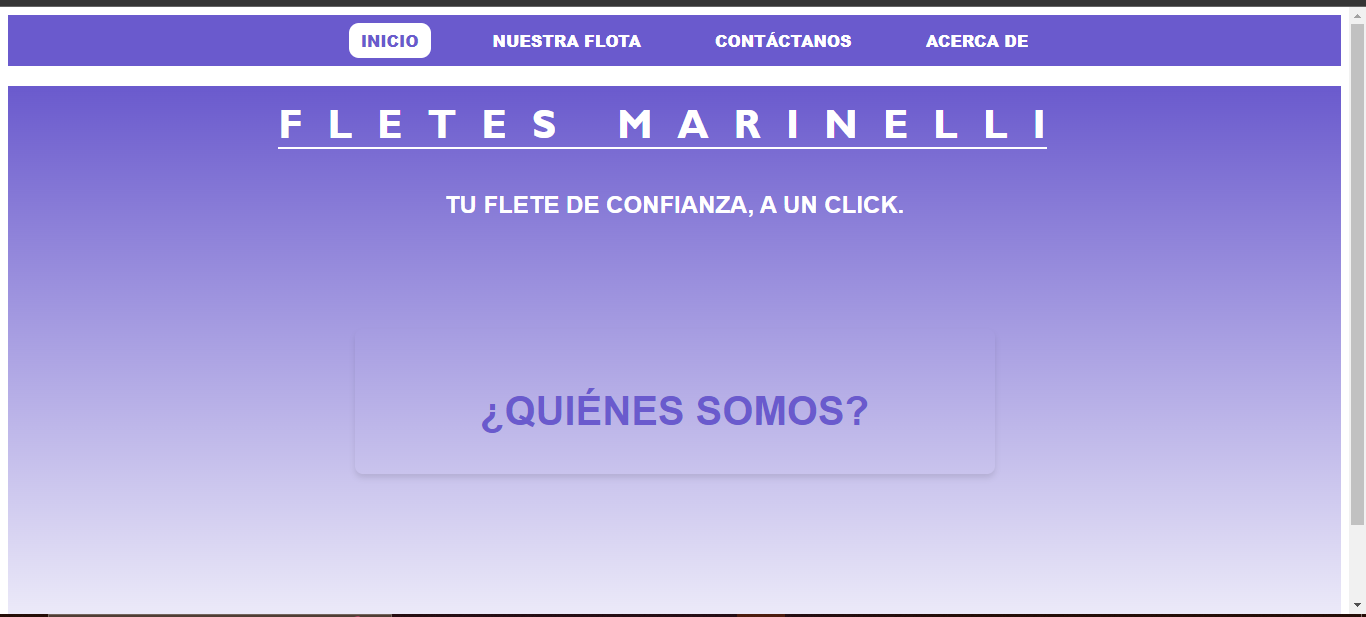 INICIO NUESTRA FLOTA CONTÁCTANOS ACERCA DE
FLETES MARINELLI
TU FLETE DE CONFIANZA, A UN CLICK.
¿QUIÉNES SOMOS?